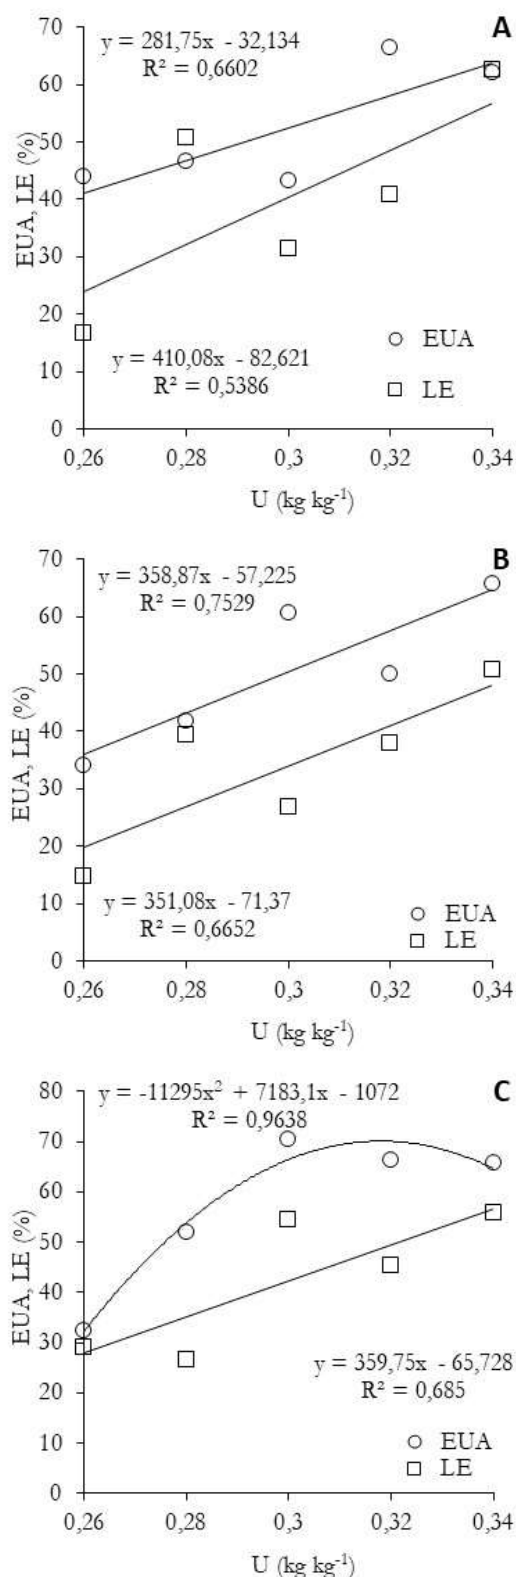 A
y = 281,75x - 32,134
R² = 0,6602
70
60
50
40
30
20
10
0
EUA, LE (%)
y = 410,08x - 82,621
R² = 0,5386
EUA
LE
0,26 0,28 0,3 0,32 0,34
U (kg kg⁻¹)
B
y = 358,87x - 57,225
R² = 0,7529
70
60
50
40
30
20
10
0
EUA, LE (%)
y = 351,08x - 71,37
R² = 0,6652
EUA
LE
0,26 0,28 0,3 0,32 0,34
U (kg kg⁻¹)
C
y = -11295x² + 7183,1x - 1072
R² = 0,9638
80
70
60
50
40
30
20
10
0
EUA, LE (%)
y = 359,75x - 65,728
R² = 0,685
EUA
LE
0,26 0,28 0,3 0,32 0,34
U (kg kg⁻¹)